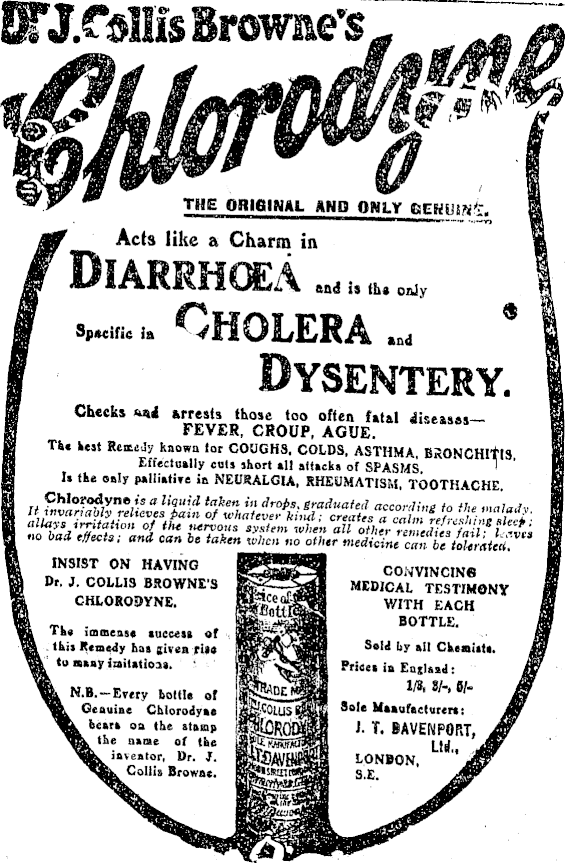 Dr. J. Collis Browne's
Chlorodyne
THE ORIGINAL AND ONLY GENUINE.
Acts like a Charm in
DIARRHŒA and is the only
Specific in CHOLERA and
DYSENTERY.
Checks and arrests those too often fatal diseases—
FEVER, CROUP, AGUE.
The best Remedy known for COUGHS, COLDS, ASTHMA, BRONCHITIS.
Effectually cuts short all attacks of SPASMS.
Is the only palliative in NEURALGIA, RHEUMATISM, TOOTHACHE.
Chlorodyne is a liquid taken in drops, graduated according to the malady.
It invariably relieves pain of whatever kind; creates a calm refreshing sleep;
allays irritation of the nervous system when all other remedies fail; leaves
no bad effects; and can be taken when no other medicine can be tolerated.
INSIST ON HAVING
Dr. J. COLLIS BROWNE'S
CHLORODYNE.
The immense success of
this Remedy has given rise
to many imitations.
N.B.—Every bottle of
Genuine Chlorodyne
bears on the stamp
the name of the
inventor, Dr. J.
Collis Browne.
Price of
Bottle
TRADE MA
J. COLLIS B
HLOROD
T. DAVENPO
CONVINCING
MEDICAL TESTIMONY
WITH EACH
BOTTLE.
Sold by all Chemists.
Prices in England:
1/3, 3/-, 5/-
Sole Manufacturers:
J. T. DAVENPORT,
Ltd.,
LONDON,
S.E.